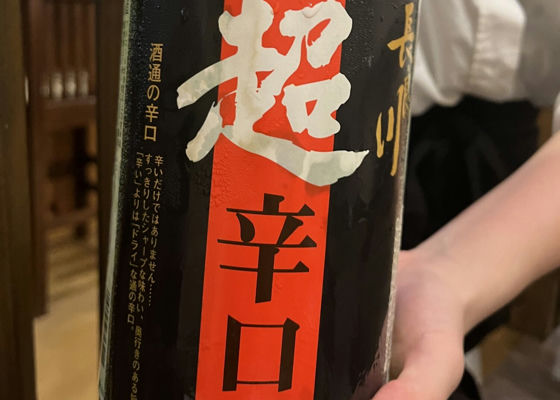 長良川
超
辛口
酒通の辛口
辛いだけではありません……
すっきりしたシャープな味わい、奥行きのある
「辛い」よりは「ドライ」な通の辛口。